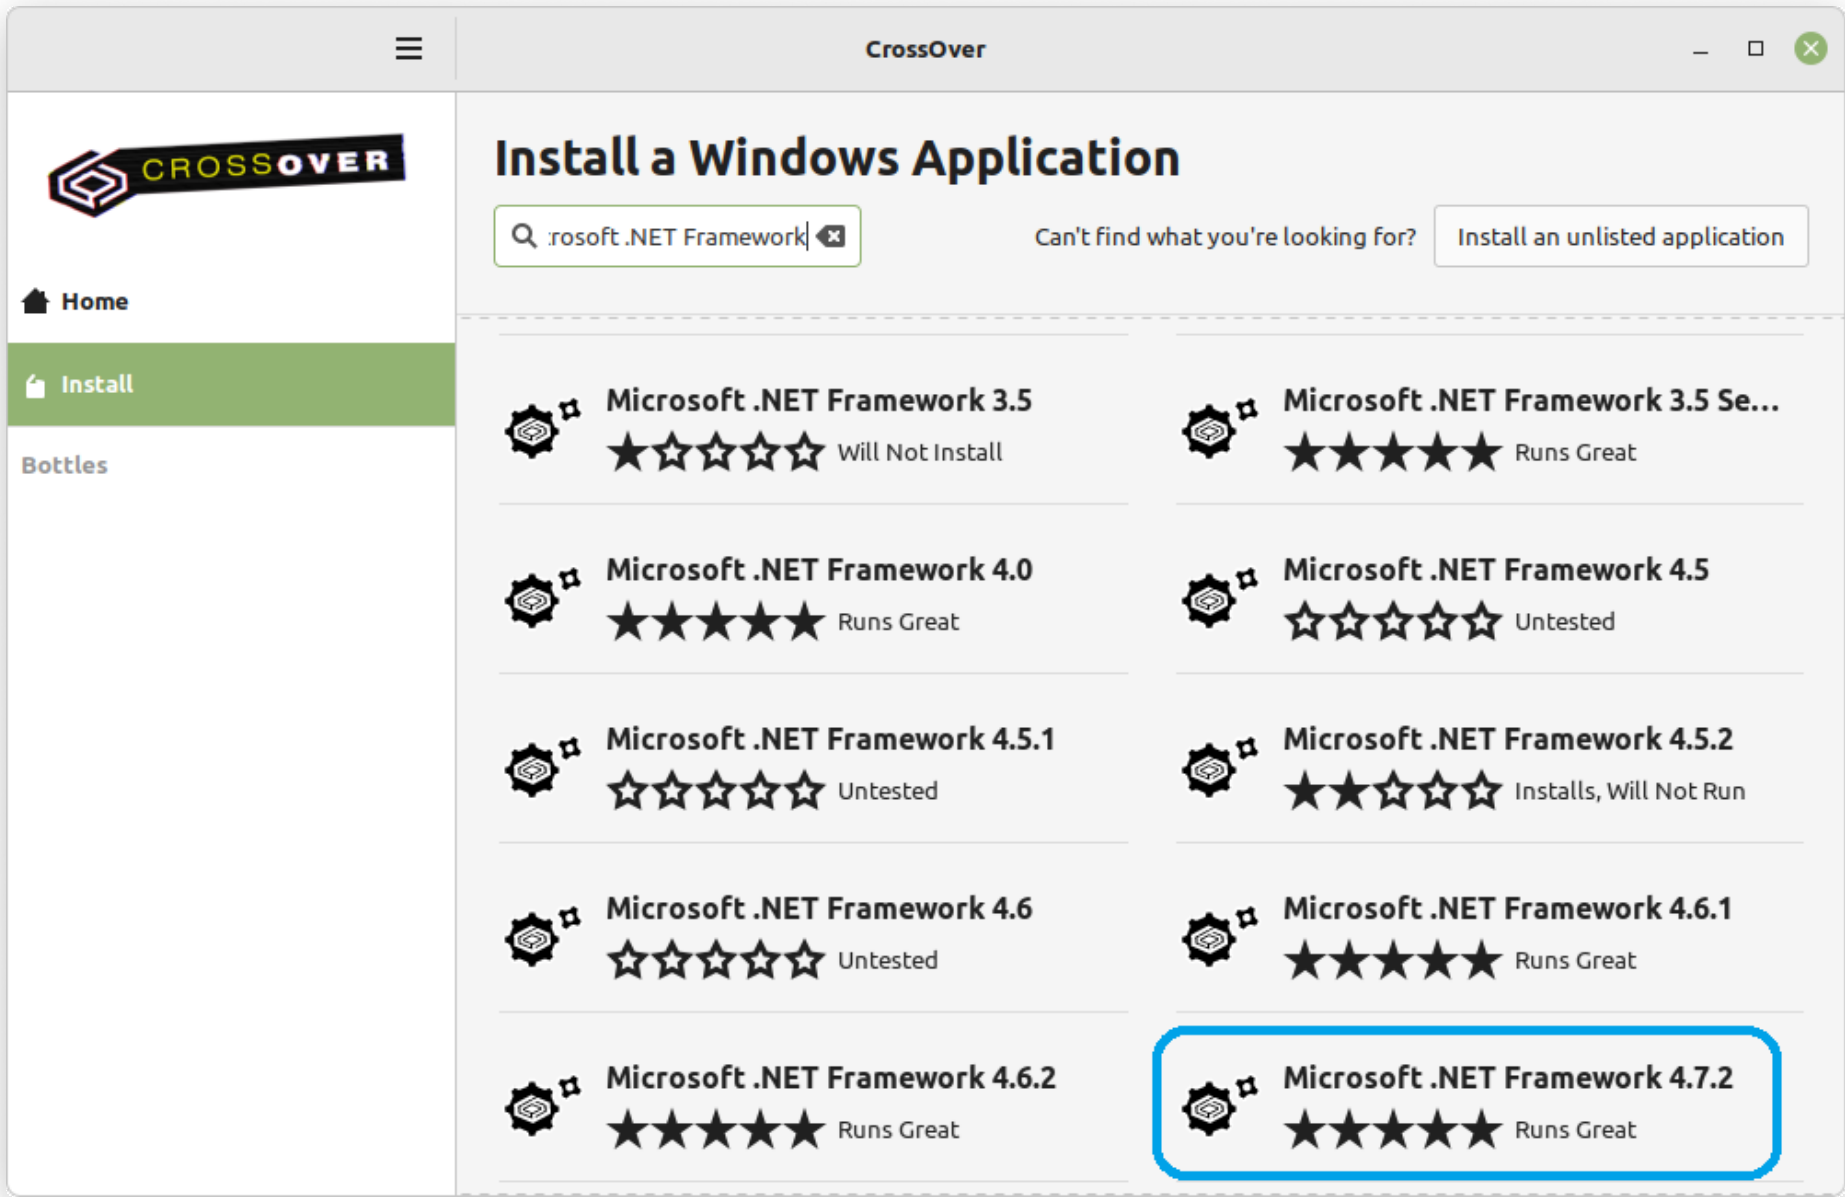 CrossOver
CROSSOVER
Home
Install
Bottles
Install a Windows Application
rosoft .NET Framework
Can't find what you're looking for?
Install an unlisted application
Microsoft .NET Framework 3.5
Will Not Install
Microsoft .NET Framework 3.5 Se...
Runs Great
Microsoft .NET Framework 4.0
Runs Great
Microsoft .NET Framework 4.5
Untested
Microsoft .NET Framework 4.5.1
Untested
Microsoft .NET Framework 4.5.2
Installs, Will Not Run
Microsoft .NET Framework 4.6
Untested
Microsoft .NET Framework 4.6.1
Runs Great
Microsoft .NET Framework 4.6.2
Runs Great
Microsoft .NET Framework 4.7.2
Runs Great